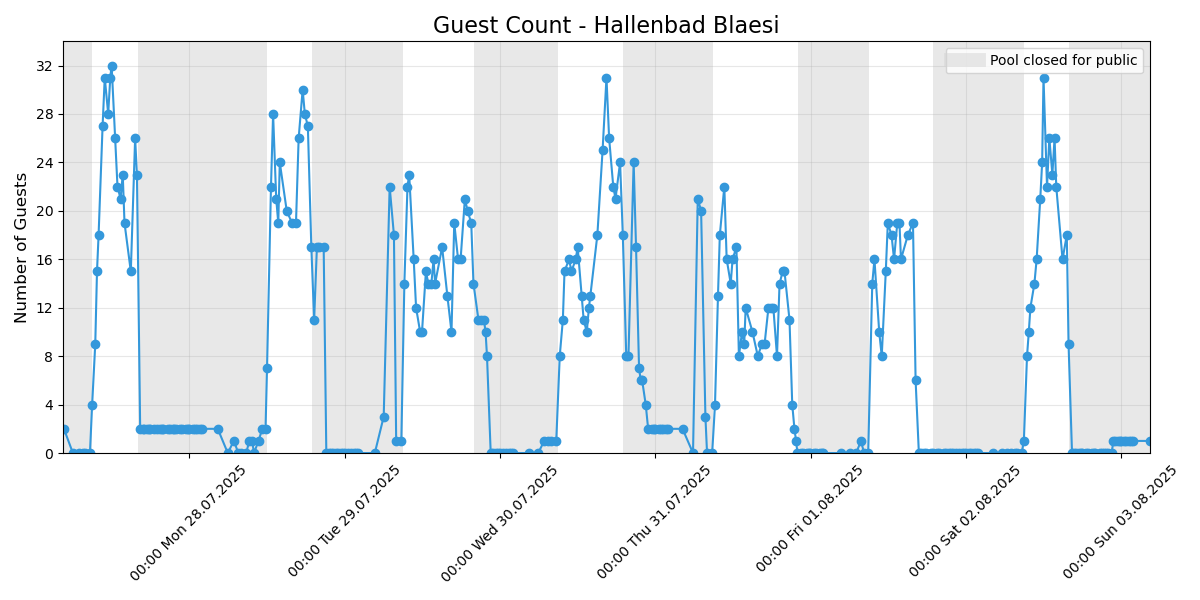 Guest Count - Hallenbad Blaesi
Pool closed for public
Number of Guests
32
28
24
20
16
12
8
4
0
00:00 Mon 28.07.2025
00:00 Tue 29.07.2025
00:00 Wed 30.07.2025
00:00 Thu 31.07.2025
00:00 Fri 01.08.2025
00:00 Sat 02.08.2025
00:00 Sun 03.08.2025